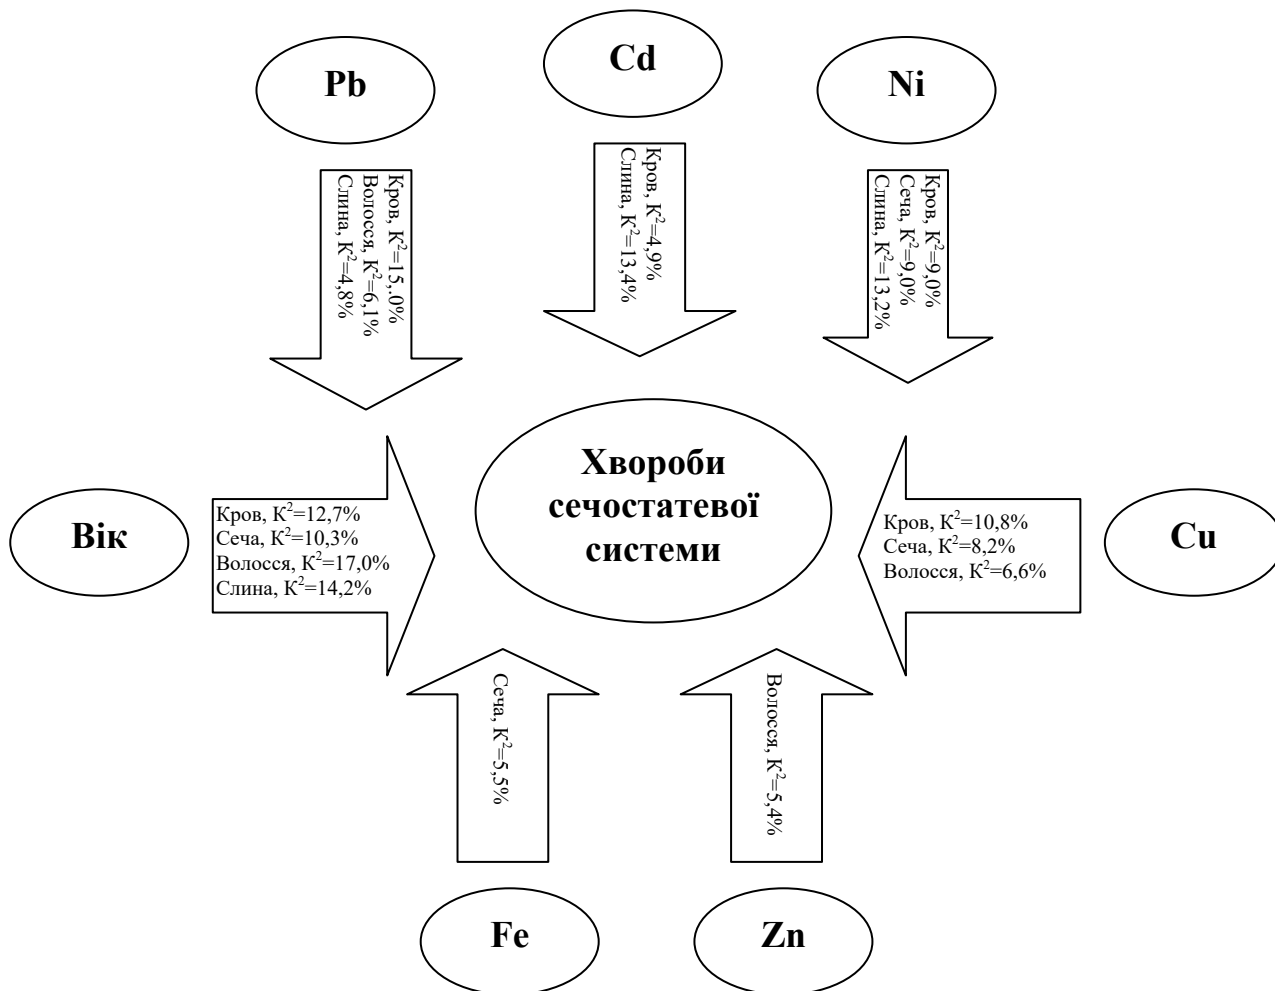 Pb
Cd
Ni
Кров, К²=15,.0%
Волосся, К²=6,1%
Слина, К²=4,8%
Кров, К²=4,9%
Слина, К²=13,4%
Кров, К²=9,0%
Сеча, К²=9,0%
Слина, К²=13,2%
Хвороби
сечостатевої
системи
Вік
Кров, К²=12,7%
Сеча, К²=10,3%
Волосся, К²=17,0%
Слина, К²=14,2%
Кров, К²=10,8%
Сеча, К²=8,2%
Волосся, К²=6,6%
Cu
Сеча, К²=5,5%
Волосся, К²=5,4%
Fe
Zn